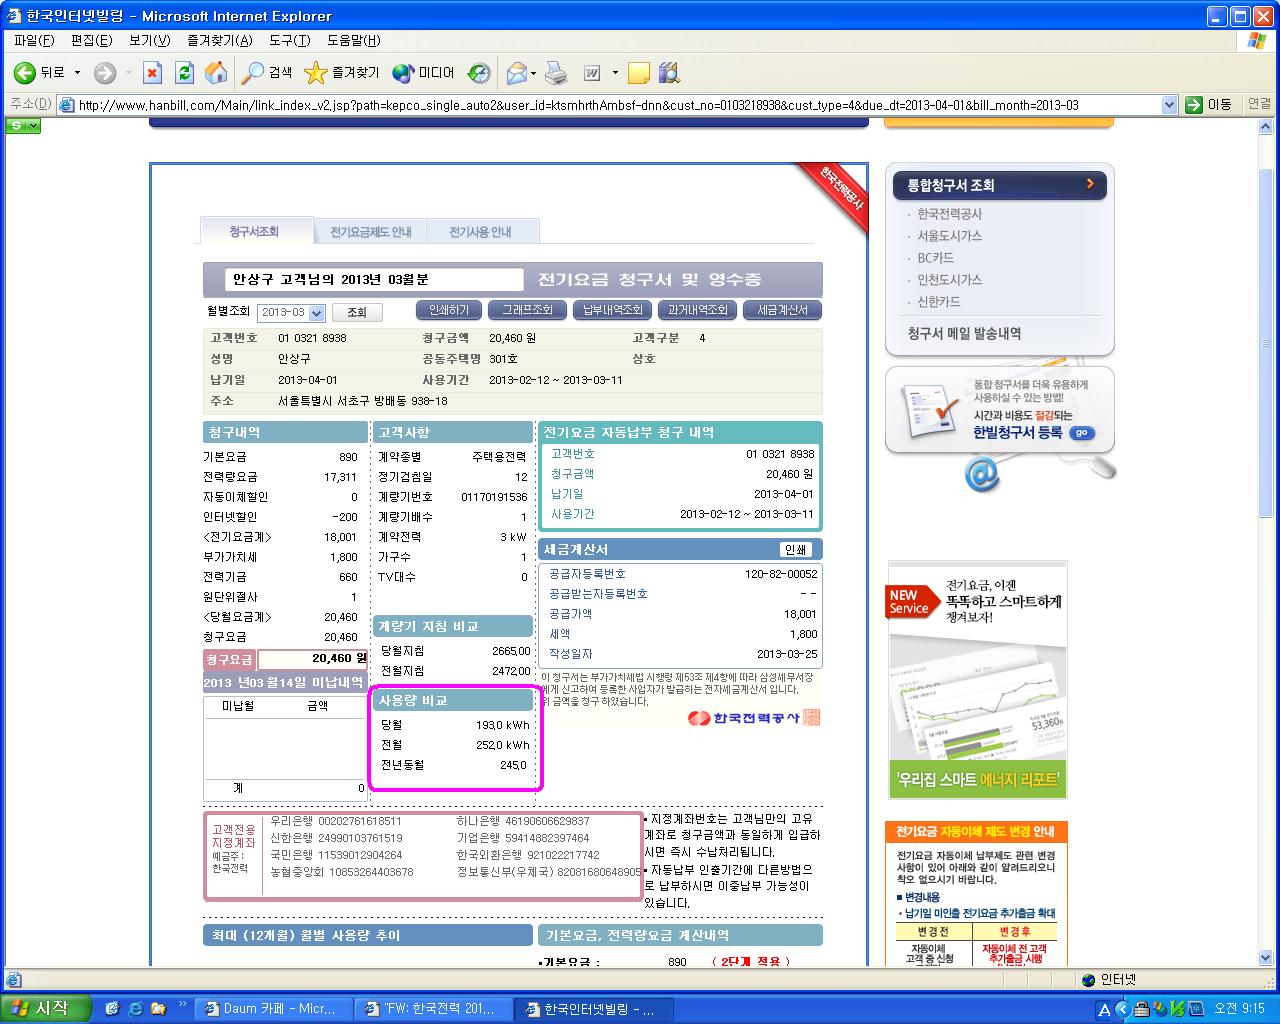 한국인터넷빌링 - Microsoft Internet Explorer
파일(F) 편집(E) 보기(V) 즐겨찾기(A) 도구(T) 도움말(H)
뒤로 검색 즐겨찾기 미디어
주소(D) http://www.hanbill.com/Main/link_index_v2.jsp?path=kepco_single_auto2&user_id=ktsmhrthAmbsf-dnn&cust_no=0103218938&cust_type=4&due_dt=2013-04-01&bill_month=2013-03 이동 연결
한국전력공사
청구서조회 전기요금제도 안내 전기사용 안내
안상구 고객님의 2013년 03월분 전기요금 청구서 및 영수증
월별조회 2013-03 조회 인쇄하기 그래프조회 납부내역조회 과거내역조회 세금계산서
고객번호 01 0321 8938 청구금액 20,460 원 고객구분 4
성명 안상구 공동주택명 301호 상호
납기일 2013-04-01 사용기간 2013-02-12 ~ 2013-03-11
주소 서울특별시 서초구 방배동 938-18
청구내역
기본요금 890
전력량요금 17,311
자동이체할인 0
인터넷할인 -200
<전기요금계> 18,001
부가가치세 1,800
전력기금 660
원단위절사 1
<당월요금계> 20,460
청구요금 20,460
청구요금 20,460 원
2013 년03 월14일 미납내역
미납월 금액
계 0
고객사항
계약종별 주택용전력
정기검침일 12
계량기번호 01170191536
계량기배수 1
계약전력 3 kW
가구수 1
TV대수 0
계량기 지침 비교
당월지침 2665,00
전월지침 2472,00
사용량 비교
당월 193,0 kWh
전월 252,0 kWh
전년동월 245,0
전기요금 자동납부 청구 내역
고객번호 01 0321 8938
청구금액 20,460 원
납기일 2013-04-01
사용기간 2013-02-12 ~ 2013-03-11
세금계산서 인쇄
공급자등록번호 120-82-00052
공급받는자등록번호 - -
공급가액 18,001
세액 1,800
작성일자 2013-03-25
이 청구서는 부가가치세법 시행령 제53조 제4항에 따라 삼성세무서장
에게 신고하여 등록한 사업자가 발급하는 전자세금계산서 입니다.
위 금액을 청구 하였습니다.
한국전력공사
고객전용
지정계좌
예금주:
한국전력
우리은행 00202761618511 하나은행 46190606629837
신한은행 24990103761519 기업은행 59414882397464
국민은행 11539012904264 한국외환은행 921022217742
농협중앙회 10853264403678 정보통신부(우체국) 82081680648905
▪ 지정계좌번호는 고객님만의 고유
계좌로 청구금액과 동일하게 입금하
시면 즉시 수납처리됩니다.
▪ 자동납부 인출기간에 다른방법으
로 납부하시면 이중납부 가능성이
있습니다.
최대 (12개월) 월별 사용량 추이
기본요금, 전력량요금 계산내역
▪기본요금 : 890 ( 2단계 적용 )
통합청구서 조회
· 한국전력공사
· 서울도시가스
· BC카드
· 인천도시가스
· 신한카드
청구서 메일 발송내역
통합 청구서를 더욱 유용하게
사용하실 수 있는 방법!
시간과 비용도 절감되는
한빌청구서 등록 go
NEW
Service
전기요금, 이젠
똑똑하고 스마트하게
챙겨보자!
53,360원
'우리집 스마트 에너지 리포트'
전기요금 자동이체 제도 변경 안내
전기요금 자동이체 납부제도 관련 변경
사항이 있어 아래와 같이 알려드리오니
착오 없으시기 바랍니다.
■ 변경내용
· 납기일 미인출 전기요금 추가출금 확대
변경 전 변경 후
자동이체 자동이체 전 고객
고객 중 신청 추가출금 시행
인터넷
시작 Daum 카페 - Micr... "FW: 한국전력 201... 한국인터넷빌링 - ... A 오전 9:15